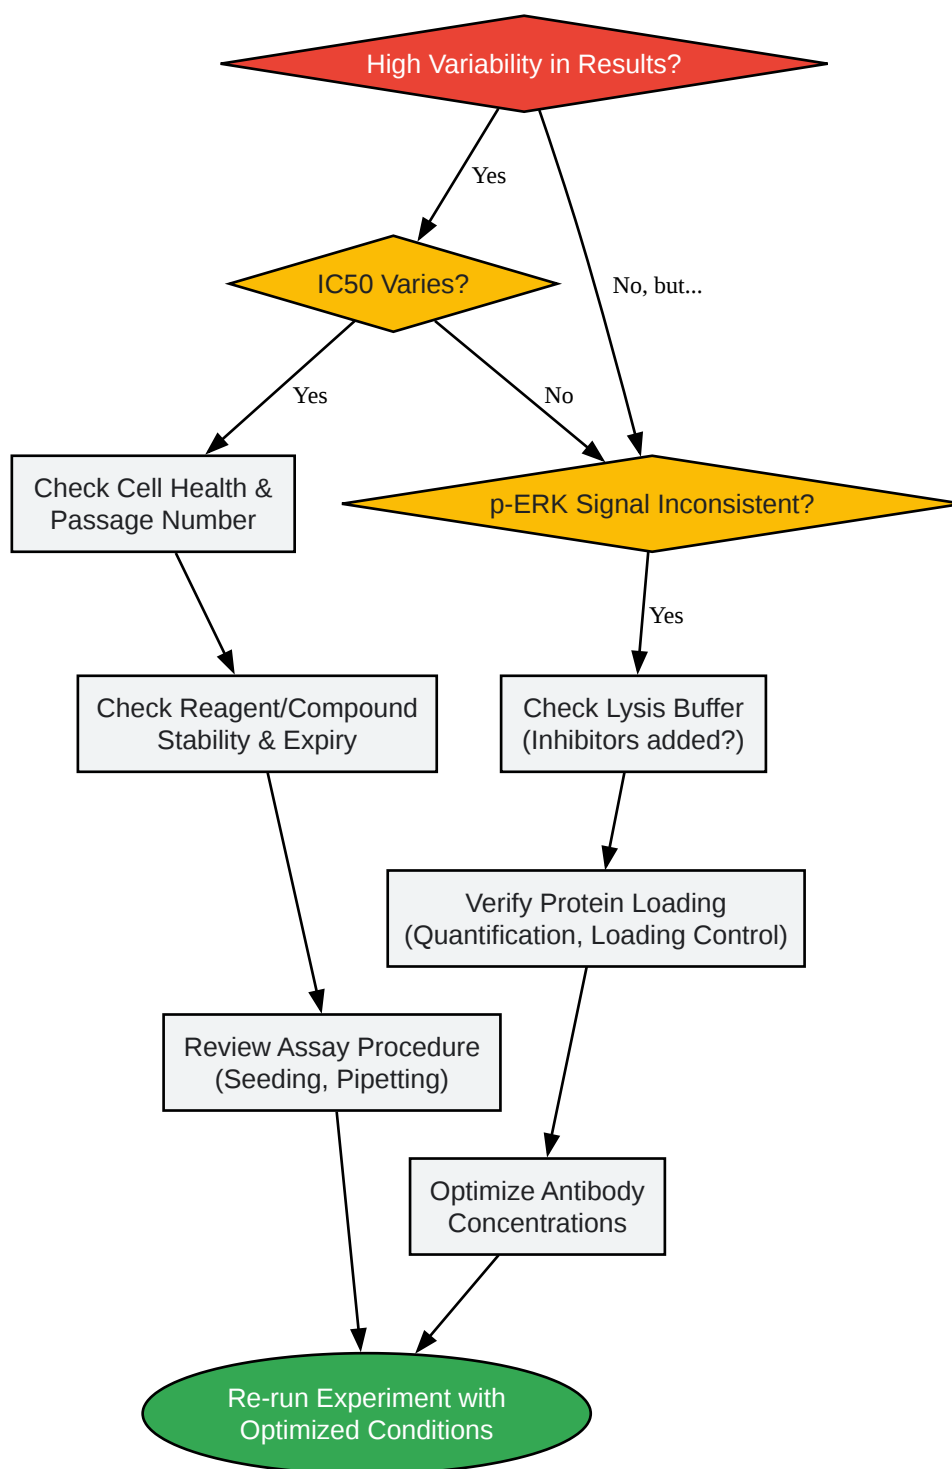 High Variability in Results?
Yes
IC50 Varies?
No, but...
Yes
No
Check Cell Health &
Passage Number
p-ERK Signal Inconsistent?
Yes
Check Reagent/Compound
Stability & Expiry
Check Lysis Buffer
(Inhibitors added?)
Verify Protein Loading
(Quantification, Loading Control)
Review Assay Procedure
(Seeding, Pipetting)
Optimize Antibody
Concentrations
Re-run Experiment with
Optimized Conditions